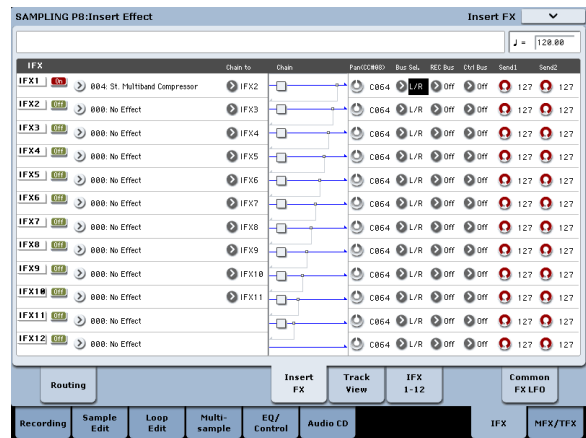 SAMPLING P8:Insert Effect Insert FX
♩ = 120.00
IFX Chain to Chain Pan(CC#08) Bus Sel. REC Bus Ctrl Bus Send1 Send2
IFX1 On 004: St. Multiband Compressor IFX2 C064 L/R Off Off 127 127
IFX2 Off 000: No Effect IFX3 C064 L/R Off Off 127 127
IFX3 Off 000: No Effect IFX4 C064 L/R Off Off 127 127
IFX4 Off 000: No Effect IFX5 C064 L/R Off Off 127 127
IFX5 Off 000: No Effect IFX6 C064 L/R Off Off 127 127
IFX6 Off 000: No Effect IFX7 C064 L/R Off Off 127 127
IFX7 Off 000: No Effect IFX8 C064 L/R Off Off 127 127
IFX8 Off 000: No Effect IFX9 C064 L/R Off Off 127 127
IFX9 Off 000: No Effect IFX10 C064 L/R Off Off 127 127
IFX10 Off 000: No Effect IFX11 C064 L/R Off Off 127 127
IFX11 Off 000: No Effect C064 L/R Off Off 127 127
IFX12 Off 000: No Effect C064 L/R Off Off 127 127
Routing Insert FX Track View IFX 1-12 Common FX LFO
Recording Sample Edit Loop Edit Multi-sample EQ/Control Audio CD IFX MFX/TFX